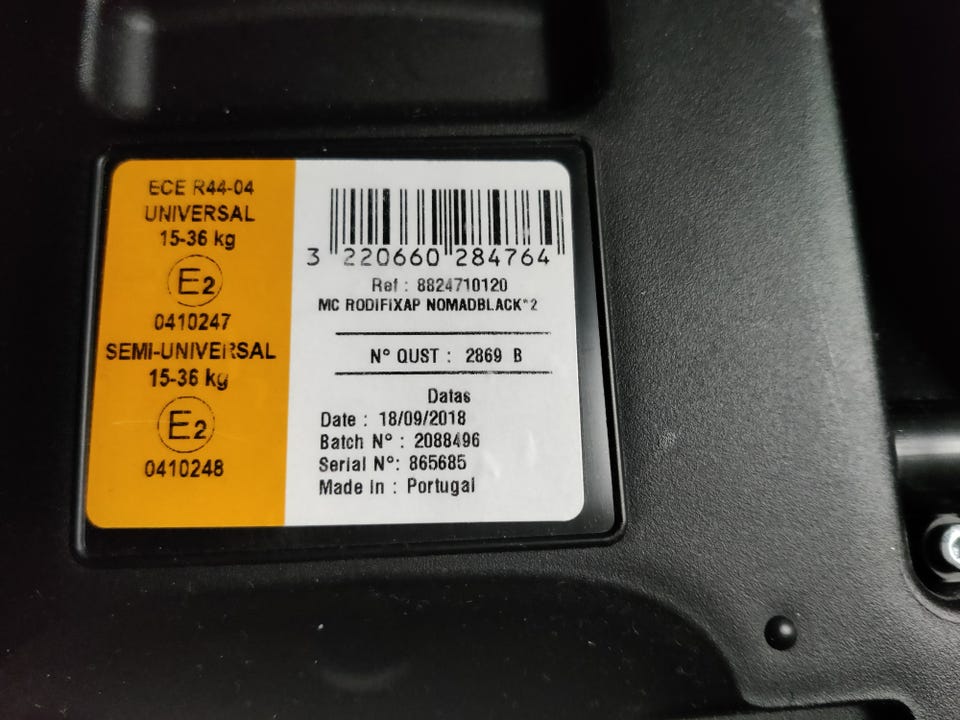 ECE R44-04
UNIVERSAL
15-36 kg
E2
0410247
SEMI-UNIVERSAL
15-36 kg
E2
0410248
3 220660 284764
Ref : 8824710120
MC RODIFIXAP NOMADBLACK*2
N° QUST : 2869 B
Datas
Date : 18/09/2018
Batch N° : 2088496
Serial N°: 865685
Made in : Portugal